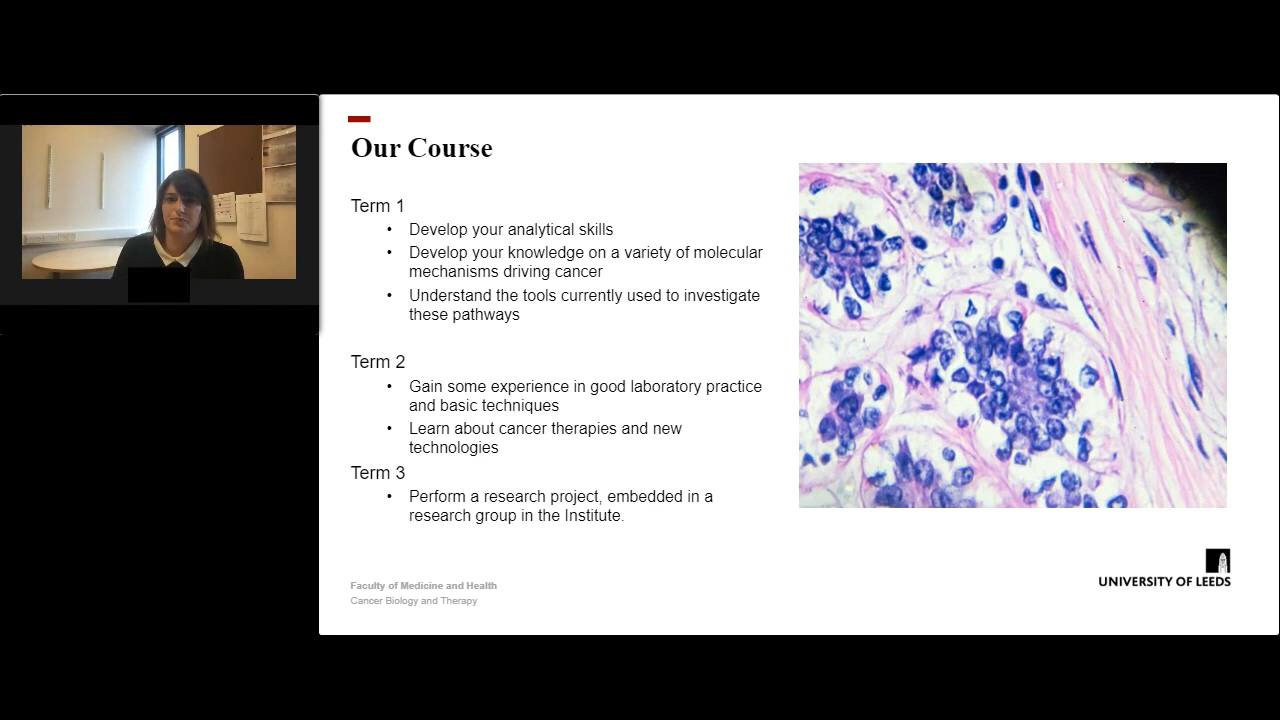 Our Course
Term 1
• Develop your analytical skills
• Develop your knowledge on a variety of molecular
mechanisms driving cancer
• Understand the tools currently used to investigate
these pathways
Term 2
• Gain some experience in good laboratory practice
and basic techniques
• Learn about cancer therapies and new
technologies
Term 3
• Perform a research project, embedded in a
research group in the Institute.
Faculty of Medicine and Health
Cancer Biology and Therapy
UNIVERSITY OF LEEDS